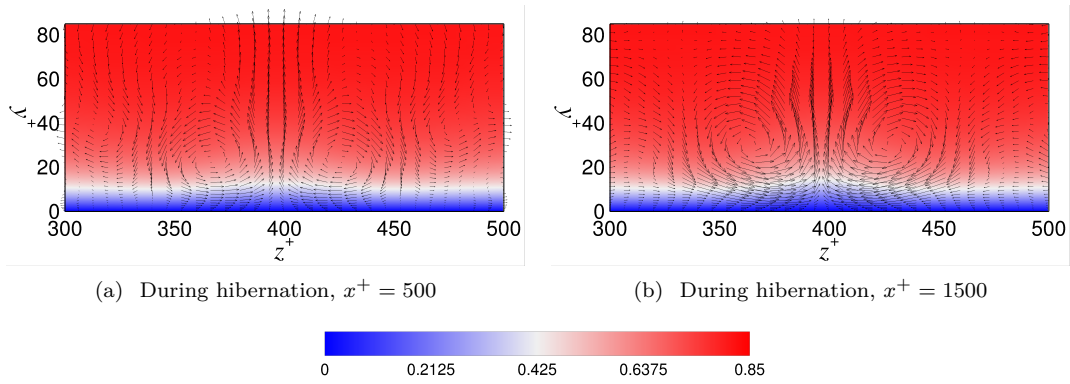 80
60
40
20
0
y+
300 350 400 450 500
z+
(a) During hibernation, x+ = 500
80
60
40
20
0
y+
300 350 400 450 500
z+
(b) During hibernation, x+ = 1500
0 0.2125 0.425 0.6375 0.85